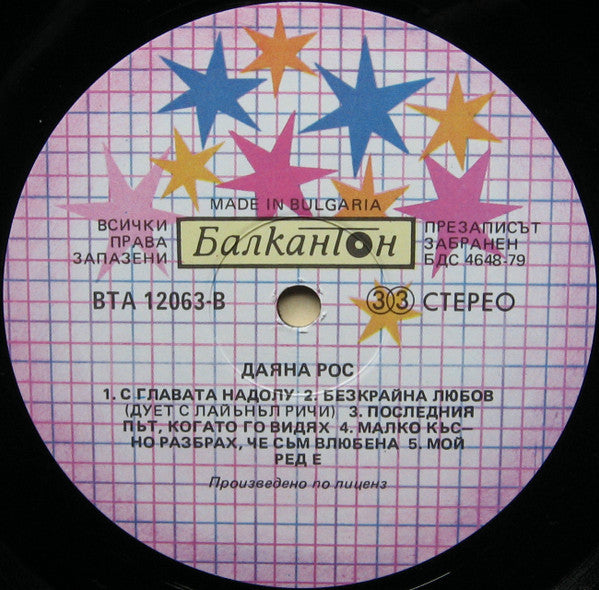 MADE IN BULGARIA
ВСИЧКИ
ПРАВА
ЗАПАЗЕНИ
Балкантон
ПРЕЗАПИСЪТ
ЗАБРАНЕН
БДС 4648-79
ВТА 12063-В
33 СТЕРЕО
ДАЯНА РОС
1. С ГЛАВАТА НАДОЛУ 2. БЕЗКРАЙНА ЛЮБОВ
(ДУЕТ С ЛАЙЪНЪЛ РИЧИ) 3. ПОСЛЕДНИЯ
ПЪТ, КОГАТО ГО ВИДЯХ 4. МАЛКО КЪС-
НО РАЗБРАХ, ЧЕ СЪМ ВЛЮБЕНА 5. МОЙ
РЕД Е
Произведено по лиценз